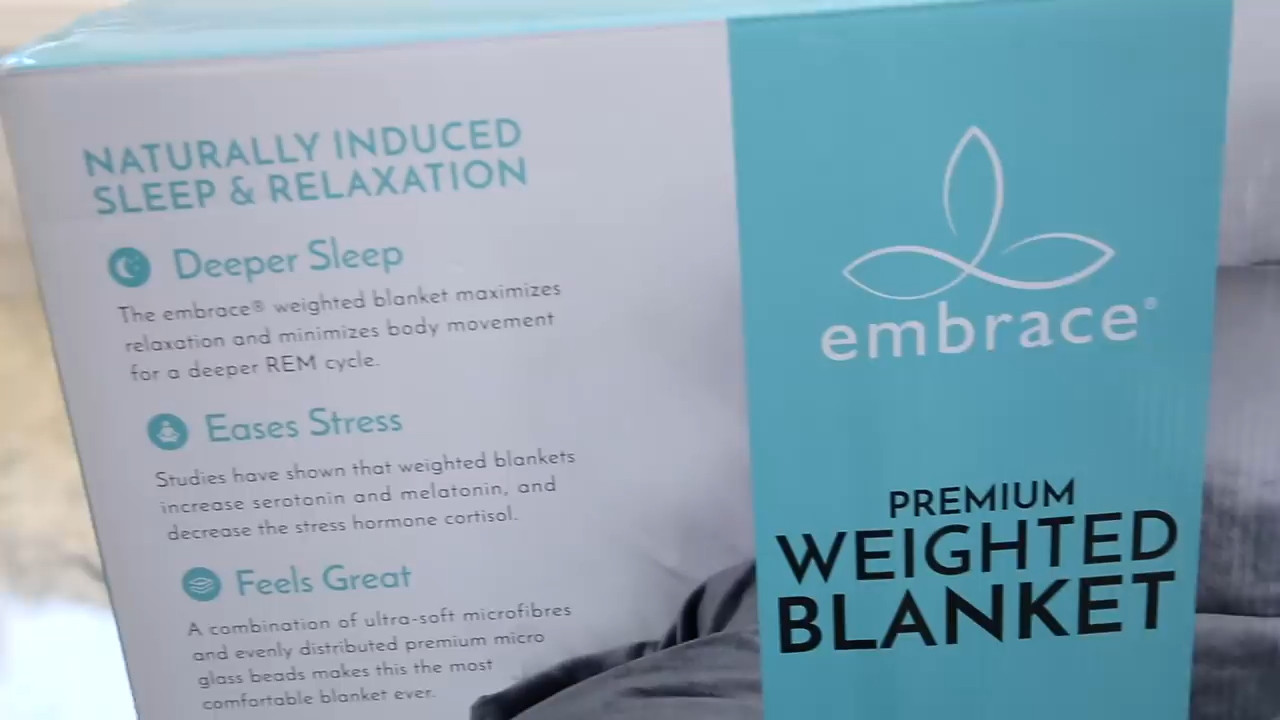 NATURALLY INDUCED
SLEEP & RELAXATION
Deeper Sleep
The embrace® weighted blanket maximizes
relaxation and minimizes body movement
for a deeper REM cycle.
Eases Stress
Studies have shown that weighted blankets
increase serotonin and melatonin, and
decrease the stress hormone cortisol.
Feels Great
A combination of ultra-soft microfibres
and evenly distributed premium micro
glass beads makes this the most
comfortable blanket ever.
embrace®
PREMIUM
WEIGHTED
BLANKET